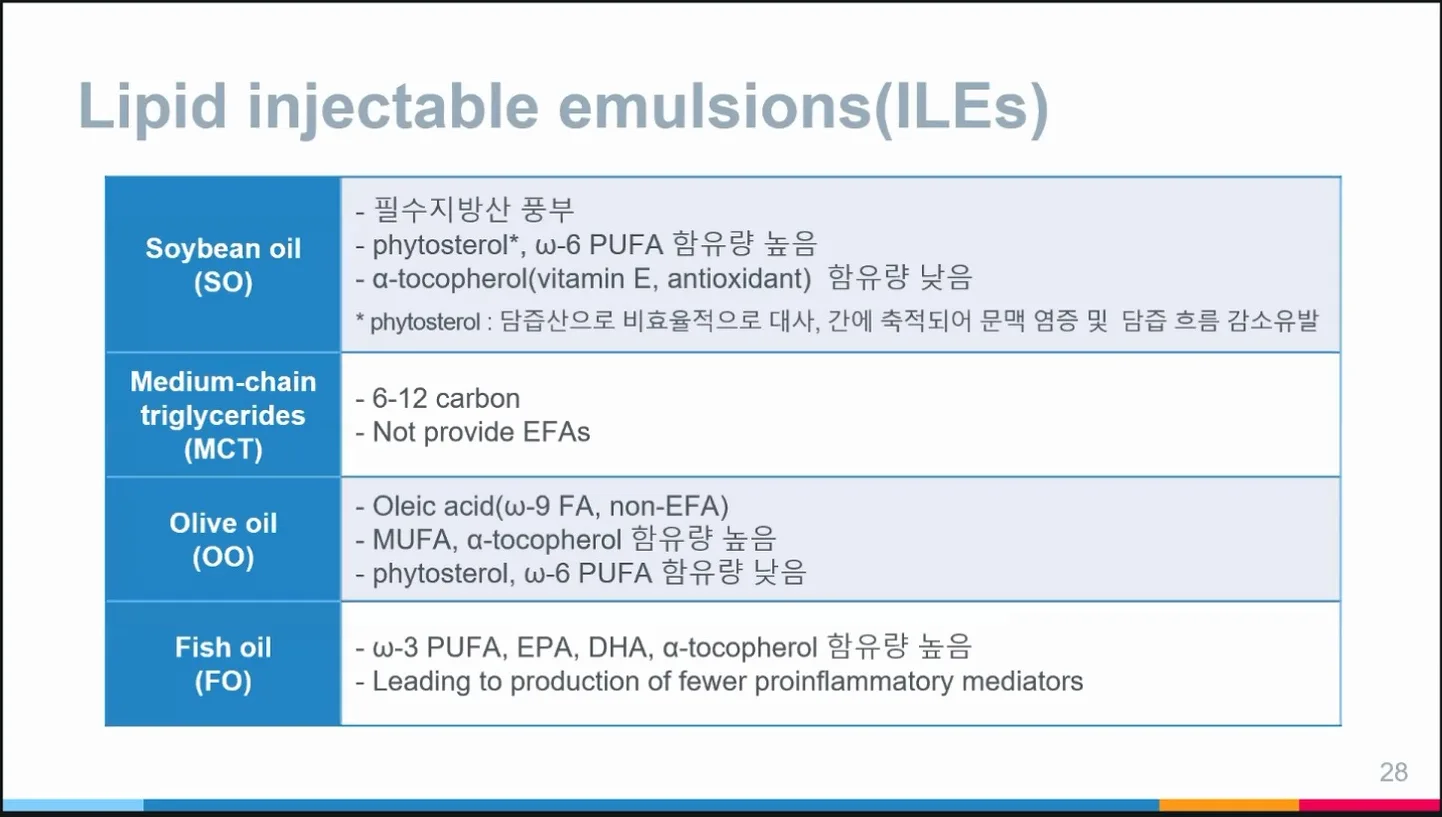 Lipid injectable emulsions(ILEs)
Soybean oil
(SO)
- 필수지방산 풍부
- phytosterol*, ω-6 PUFA 함유량 높음
- α-tocopherol(vitamin E, antioxidant) 함유량 낮음
* phytosterol : 담즙산으로 비효율적으로 대사, 간에 축적되어 문맥 염증 및 담즙 흐름 감소유발
Medium-chain
triglycerides
(MCT)
- 6-12 carbon
- Not provide EFAs
Olive oil
(OO)
- Oleic acid(ω-9 FA, non-EFA)
- MUFA, α-tocopherol 함유량 높음
- phytosterol, ω-6 PUFA 함유량 낮음
Fish oil
(FO)
- ω-3 PUFA, EPA, DHA, α-tocopherol 함유량 높음
- Leading to production of fewer proinflammatory mediators
28